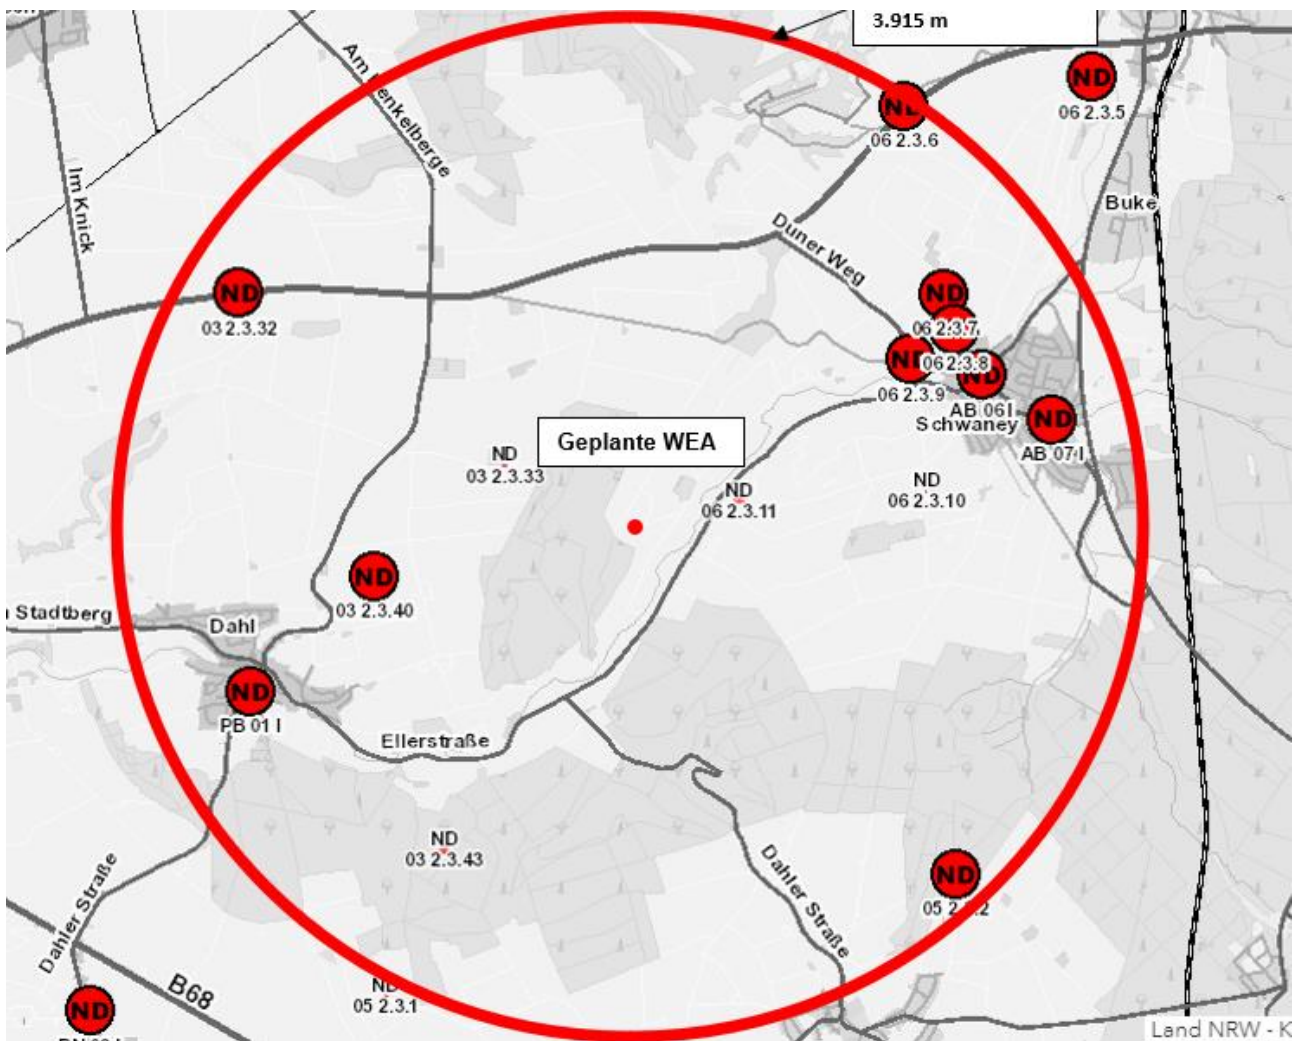 3.915 m
Am Henkelberge
ND
06 2.3.6
ND
06 2.3.5
Im Knick
Buke
Duner Weg
ND
03 2.3.32
ND
06 2.3.7
06 2.3.8
ND
06 2.3.9
ND
AB 06 I
Schwaney
ND
AB 07 I
Geplante WEA
ND
03 2.3.33
ND
06 2.3.11
ND
06 2.3.10
ND
03 2.3.40
Stadtberg
Dahl
ND
PB 01 I
Ellerstraße
ND
03 2.3.43
Dahler Straße
ND
Dahler Straße
B68
ND
05 2.3.1
ND
Land NRW - K